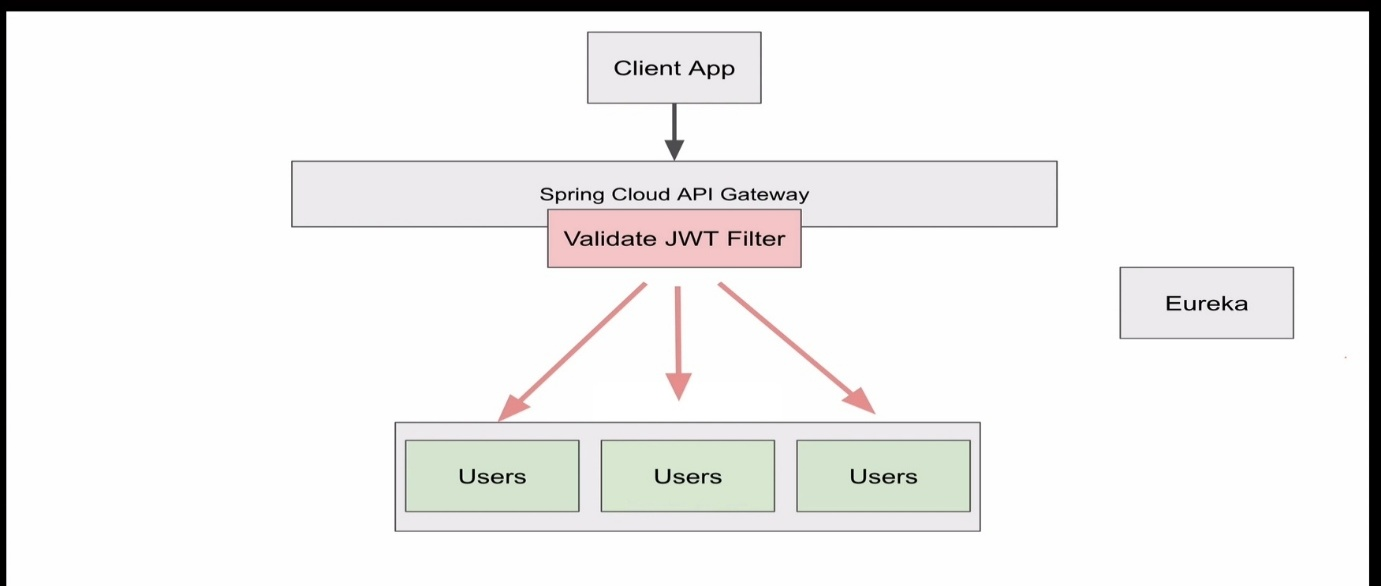 Client App
Spring Cloud API Gateway
Validate JWT Filter
Eureka
Users
Users
Users